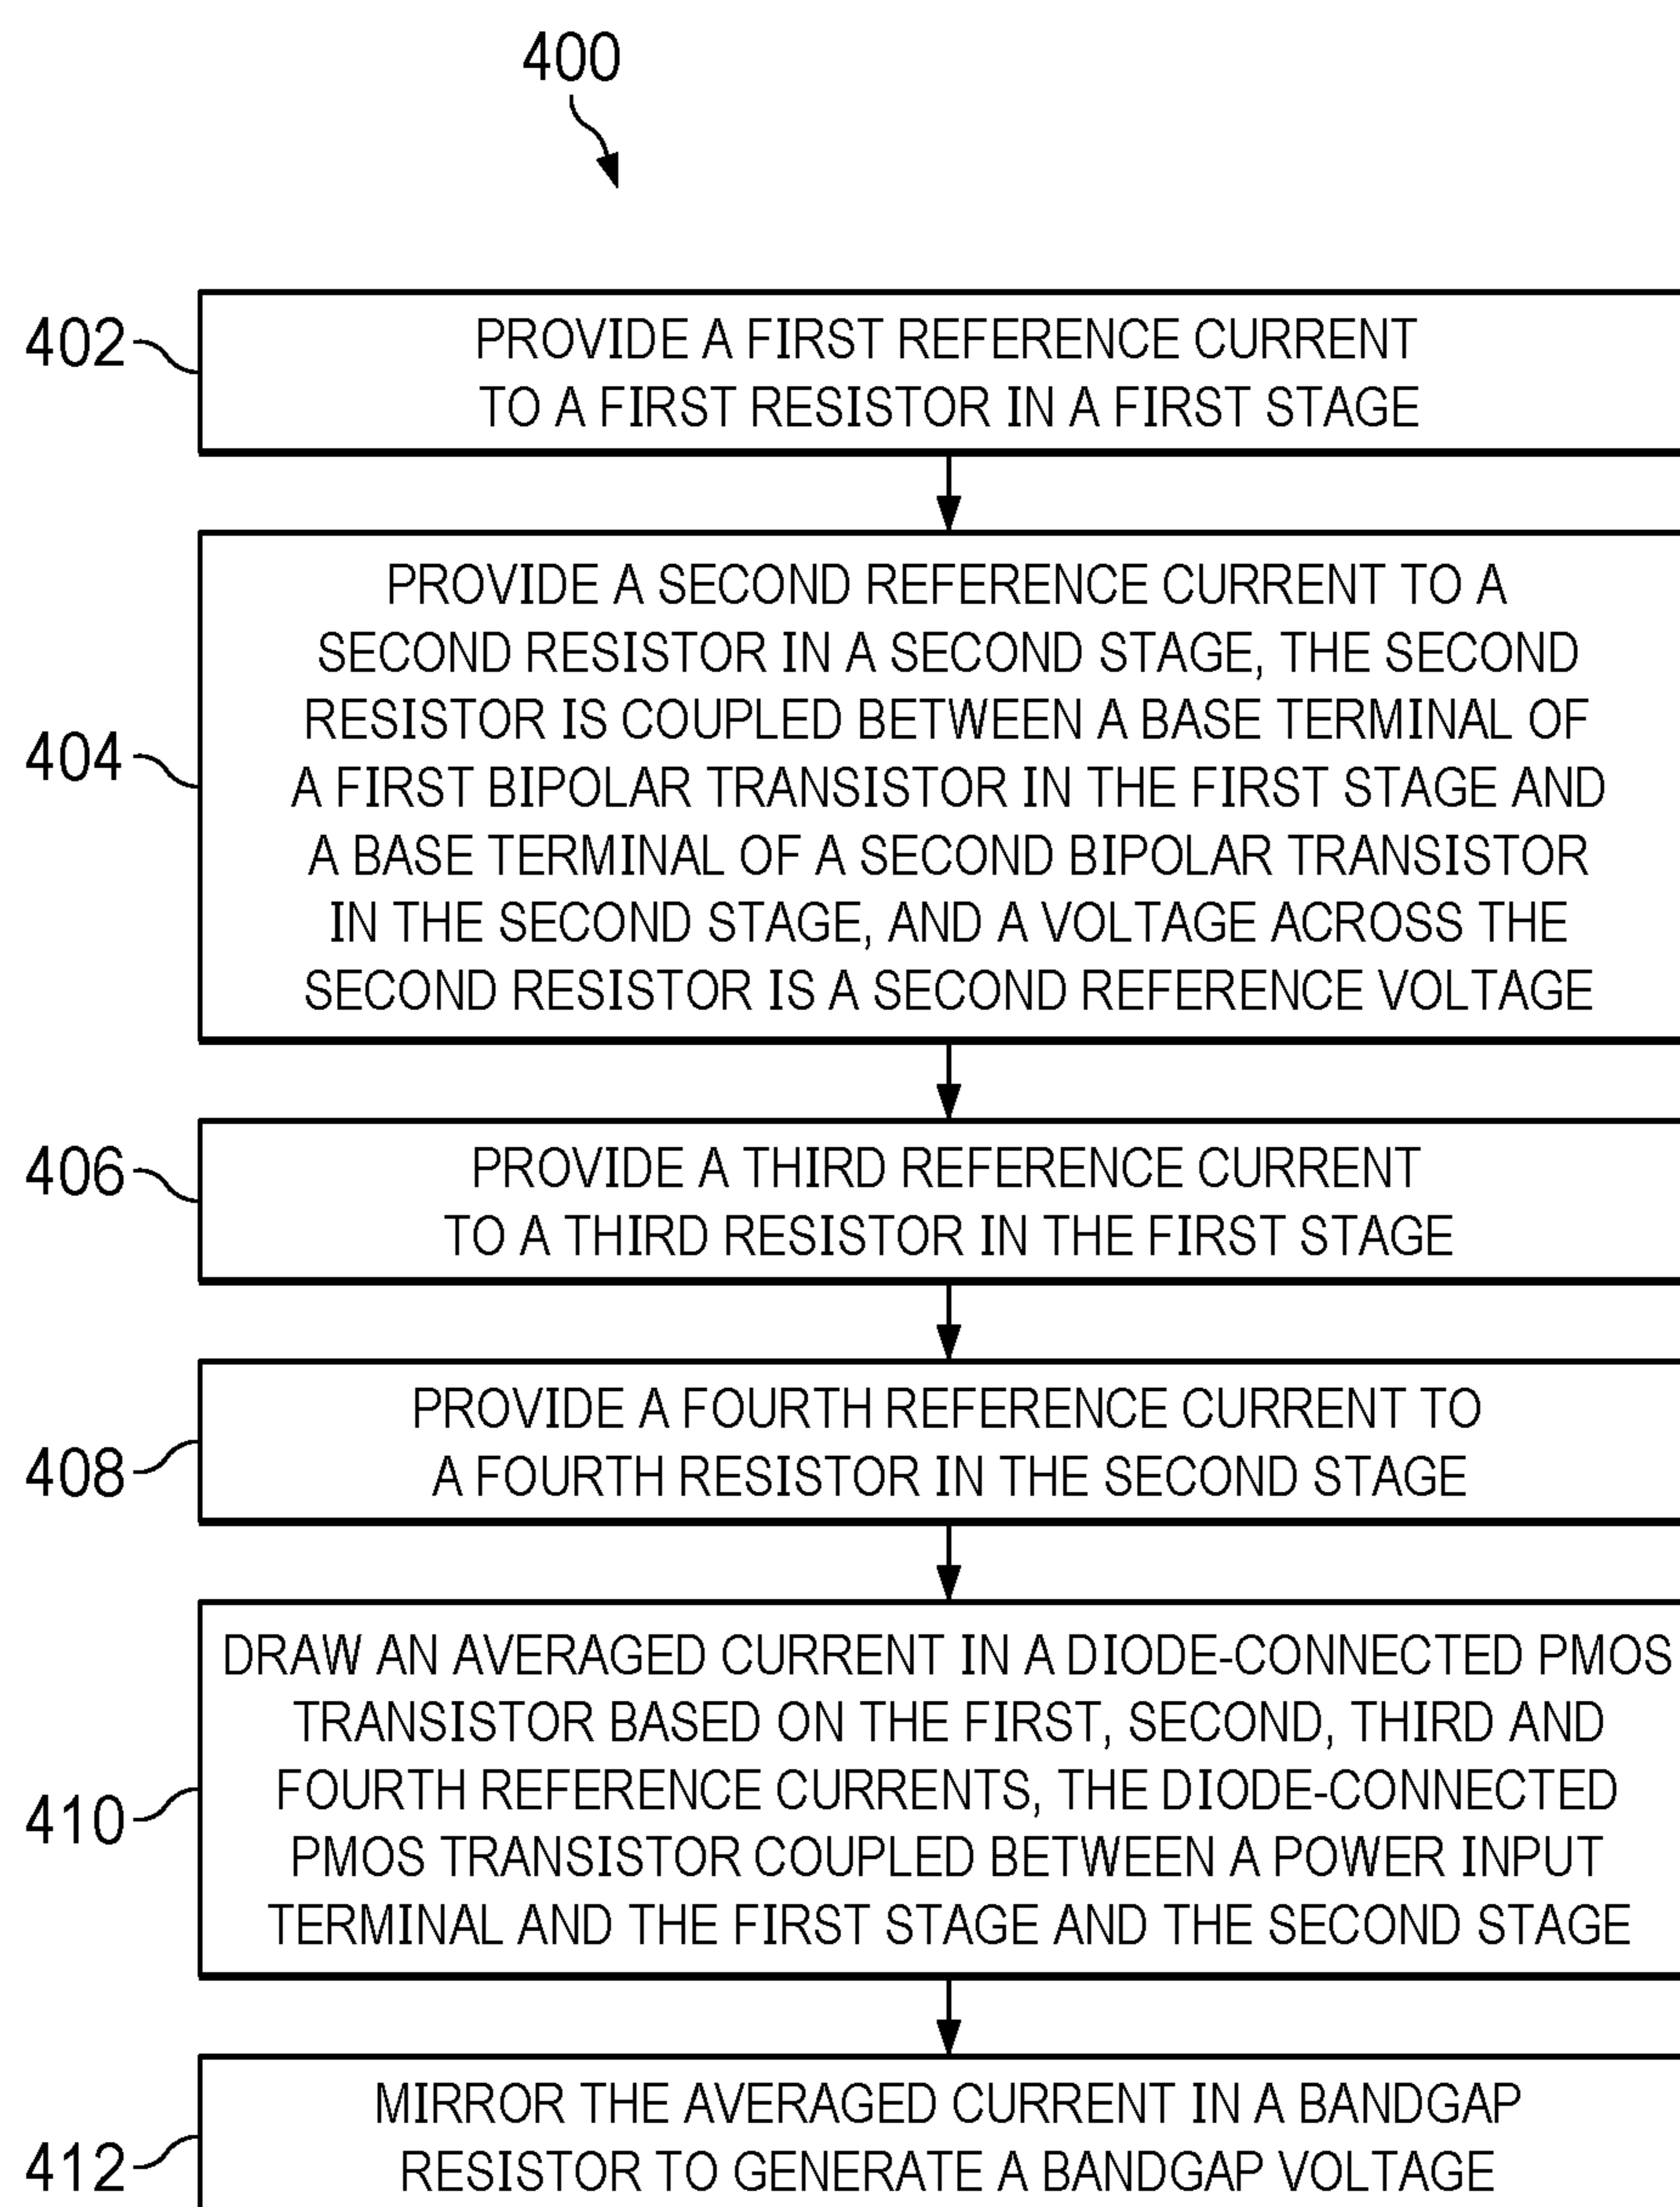 400
402
PROVIDE A FIRST REFERENCE CURRENT
TO A FIRST RESISTOR IN A FIRST STAGE
404
PROVIDE A SECOND REFERENCE CURRENT TO A
SECOND RESISTOR IN A SECOND STAGE, THE SECOND
RESISTOR IS COUPLED BETWEEN A BASE TERMINAL OF
A FIRST BIPOLAR TRANSISTOR IN THE FIRST STAGE AND
A BASE TERMINAL OF A SECOND BIPOLAR TRANSISTOR
IN THE SECOND STAGE, AND A VOLTAGE ACROSS THE
SECOND RESISTOR IS A SECOND REFERENCE VOLTAGE
406
PROVIDE A THIRD REFERENCE CURRENT
TO A THIRD RESISTOR IN THE FIRST STAGE
408
PROVIDE A FOURTH REFERENCE CURRENT TO
A FOURTH RESISTOR IN THE SECOND STAGE
410
DRAW AN AVERAGED CURRENT IN A DIODE-CONNECTED PMOS
TRANSISTOR BASED ON THE FIRST, SECOND, THIRD AND
FOURTH REFERENCE CURRENTS, THE DIODE-CONNECTED
PMOS TRANSISTOR COUPLED BETWEEN A POWER INPUT
TERMINAL AND THE FIRST STAGE AND THE SECOND STAGE
412
MIRROR THE AVERAGED CURRENT IN A BANDGAP
RESISTOR TO GENERATE A BANDGAP VOLTAGE